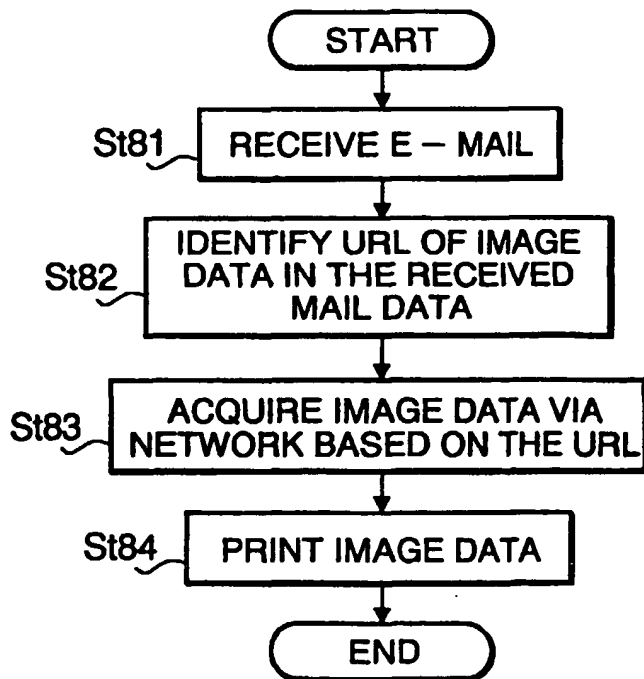 START
St81
RECEIVE E – MAIL
St82
IDENTIFY URL OF IMAGE
DATA IN THE RECEIVED
MAIL DATA
St83
ACQUIRE IMAGE DATA VIA
NETWORK BASED ON THE URL
St84
PRINT IMAGE DATA
END